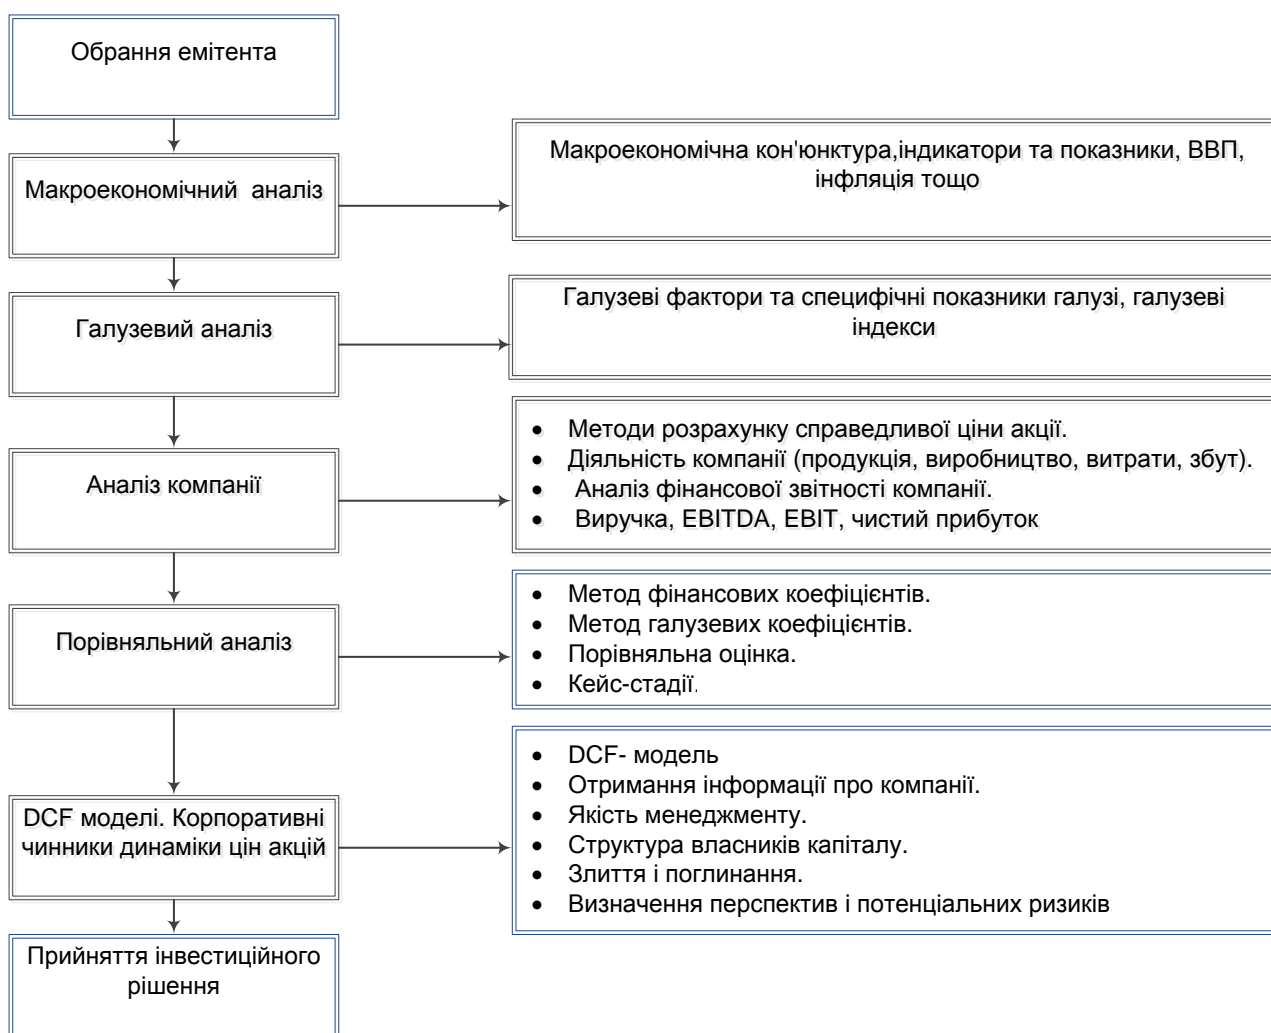 Обрання емітента
Макроекономічний аналіз
Макроекономічна кон'юнктура,індикатори та показники, ВВП,
інфляція тощо
Галузевий аналіз
Галузеві фактори та специфічні показники галузі, галузеві
індекси
Аналіз компанії
• Методи розрахунку справедливої ціни акції.
• Діяльність компанії (продукція, виробництво, витрати, збут).
• Аналіз фінансової звітності компанії.
• Виручка, EBITDA, EBIT, чистий прибуток
Порівняльний аналіз
• Метод фінансових коефіцієнтів.
• Метод галузевих коефіцієнтів.
• Порівняльна оцінка.
• Кейс-стадії.
DCF моделі. Корпоративні
чинники динаміки цін акцій
• DCF- модель
• Отримання інформації про компанії.
• Якість менеджменту.
• Структура власників капіталу.
• Злиття і поглинання.
• Визначення перспектив і потенціальних ризиків
Прийняття інвестиційного
рішення